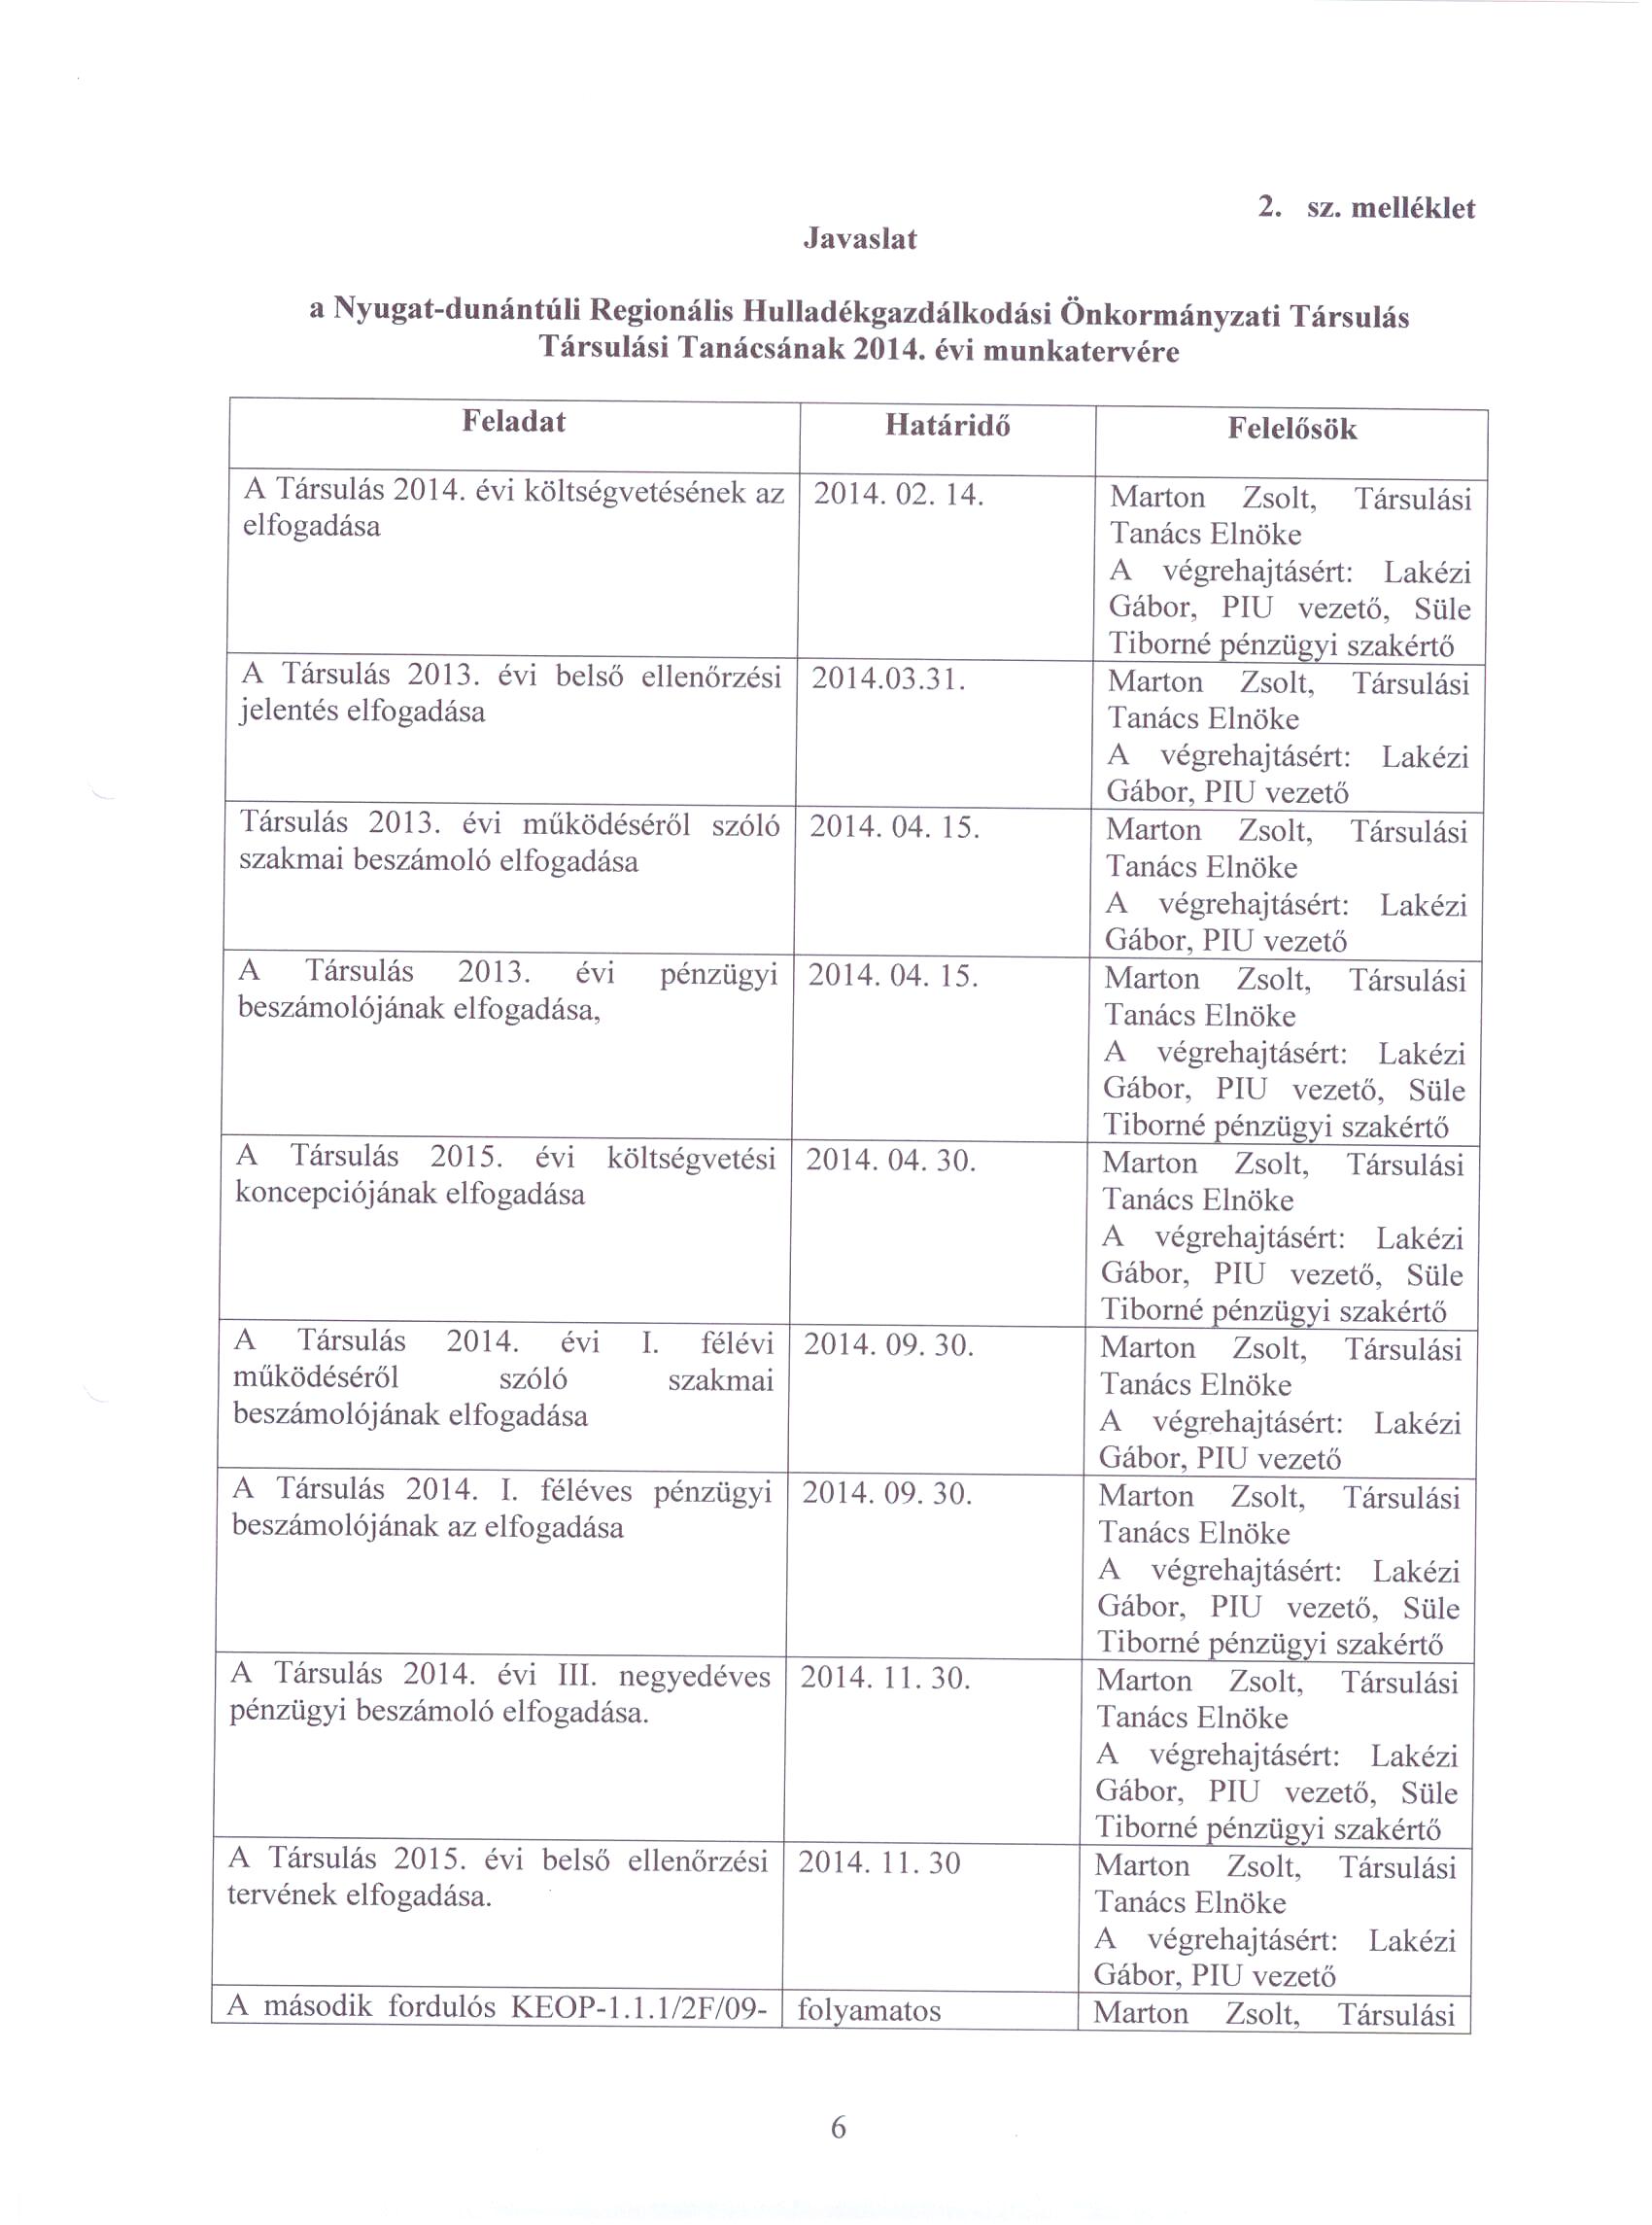 2. sz. melléklet
Javaslat
a Nyugat-dunántúli Regionális Hulladékgazdálkodási Önkormányzati Társulás
Társulási Tanácsának 2014. évi munkatervére
Feladat
Határidő
Felelősök
A Társulás 2014. évi költségvetésének az
elfogadása
2014. 02. 14.
Marton Zsolt, Társulási
Tanács Elnöke
A végrehajtásért: Lakézi
Gábor, PIU vezető, Süle
Tiborné pénzügyi szakértő
A Társulás 2013. évi belső ellenőrzési
jelentés elfogadása
2014.03.31.
Marton Zsolt, Társulási
Tanács Elnöke
A végrehajtásért: Lakézi
Gábor, PIU vezető
Társulás 2013. évi működéséről szóló
szakmai beszámoló elfogadása
2014. 04. 15.
Marton Zsolt, Társulási
Tanács Elnöke
A végrehajtásért: Lakézi
Gábor, PIU vezető
A Társulás 2013. évi pénzügyi
beszámolójának elfogadása,
2014. 04. 15.
Marton Zsolt, Társulási
Tanács Elnöke
A végrehajtásért: Lakézi
Gábor, PIU vezető, Süle
Tiborné pénzügyi szakértő
A Társulás 2015. évi költségvetési
koncepciójának elfogadása
2014. 04. 30.
Marton Zsolt, Társulási
Tanács Elnöke
A végrehajtásért: Lakézi
Gábor, PIU vezető, Süle
Tiborné pénzügyi szakértő
A Társulás 2014. évi I. félévi
működéséről szóló szakmai
beszámolójának elfogadása
2014. 09. 30.
Marton Zsolt, Társulási
Tanács Elnöke
A végrehajtásért: Lakézi
Gábor, PIU vezető
A Társulás 2014. I. féléves pénzügyi
beszámolójának az elfogadása
2014. 09. 30.
Marton Zsolt, Társulási
Tanács Elnöke
A végrehajtásért: Lakézi
Gábor, PIU vezető, Süle
Tiborné pénzügyi szakértő
A Társulás 2014. évi III. negyedéves
pénzügyi beszámoló elfogadása.
2014. 11. 30.
Marton Zsolt, Társulási
Tanács Elnöke
A végrehajtásért: Lakézi
Gábor, PIU vezető, Süle
Tiborné pénzügyi szakértő
A Társulás 2015. évi belső ellenőrzési
tervének elfogadása.
2014. 11. 30
Marton Zsolt, Társulási
Tanács Elnöke
A végrehajtásért: Lakézi
Gábor, PIU vezető
A második fordulós KEOP-1.1.1/2F/09-
folyamatos
Marton Zsolt, Társulási
6